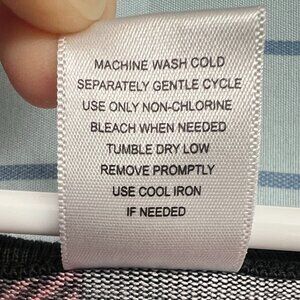 MACHINE WASH COLD
SEPARATELY GENTLE CYCLE
USE ONLY NON-CHLORINE
BLEACH WHEN NEEDED
TUMBLE DRY LOW
REMOVE PROMPTLY
USE COOL IRON
IF NEEDED